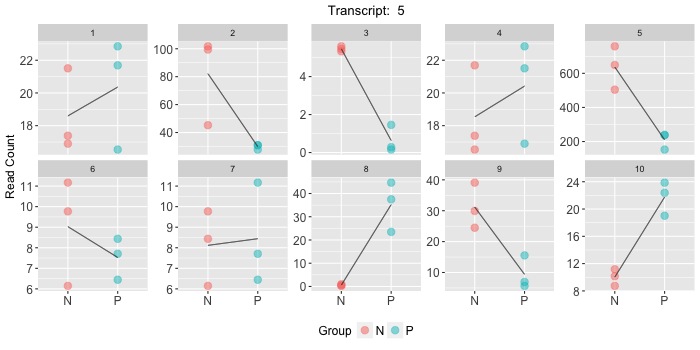 Transcript: 5
1 2 3 4 5
22 100 4 22 600
20 80 2 20 400
18 60 0 18 200
40
Read Count
6 7 8 9 10
11 11 40 40 24
10 10 30 30 20
9 9 20 20 16
8 8 10 10 12
7 7 0 8
6 6
N P N P N P N P N P
Group N P